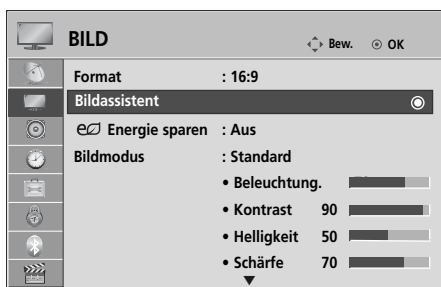 BILD
Bew. OK
Format : 16:9
Bildassistent
Energie sparen : Aus
Bildmodus : Standard
• Beleuchtung.
• Kontrast 90
• Helligkeit 50
• Schärfe 70